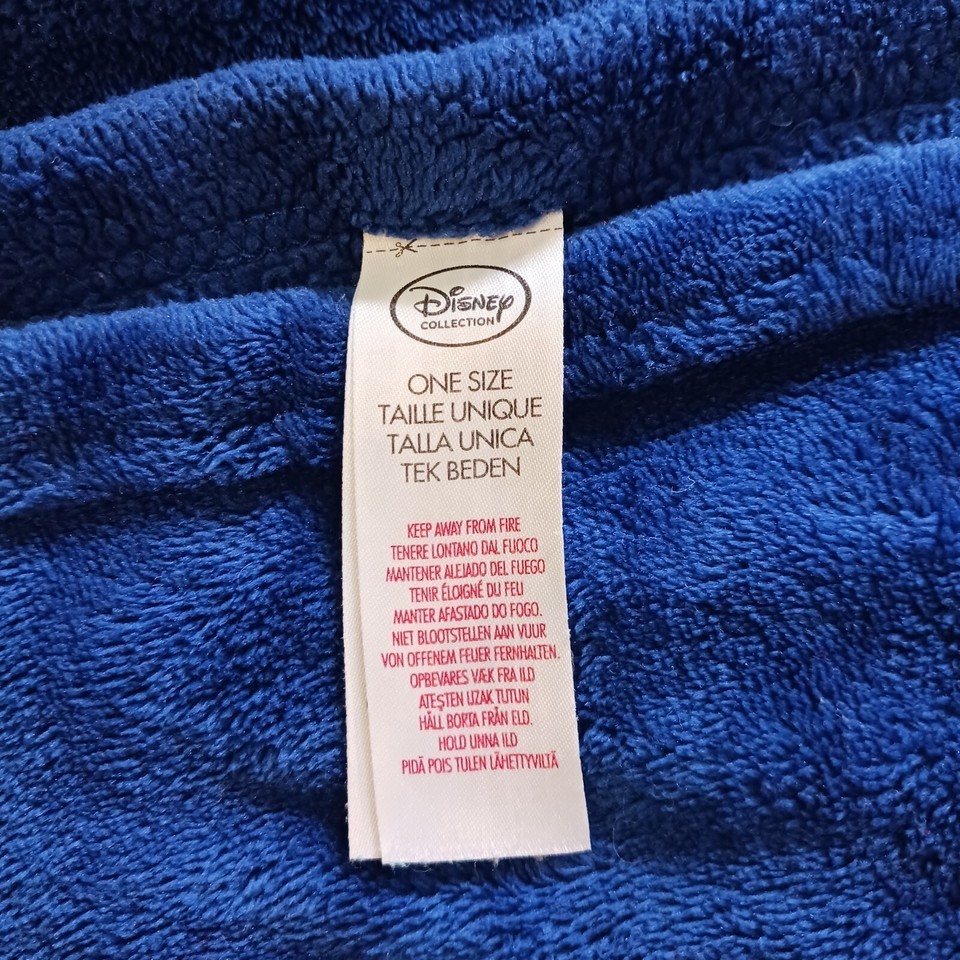 Disney
COLLECTION
ONE SIZE
TAILLE UNIQUE
TALLA UNICA
TEK BEDEN
KEEP AWAY FROM FIRE
TENERE LONTANO DAL FUOCO
MANTENER ALEJADO DEL FUEGO
TENIR ÉLOIGNÉ DU FEU
MANTER AFASTADO DO FOGO.
NIET BLOOTSTELLEN AAN VUUR
VON OFFENEM FEUER FERNHALTEN.
OPBEVARES VÆK FRA ILD
ATEŞTEN UZAK TUTUN
HÅLL BORTA FRÅN ELD.
HOLD UNNA ILD
PIDÄ POIS TULEN LÄHETTYVILTÄ